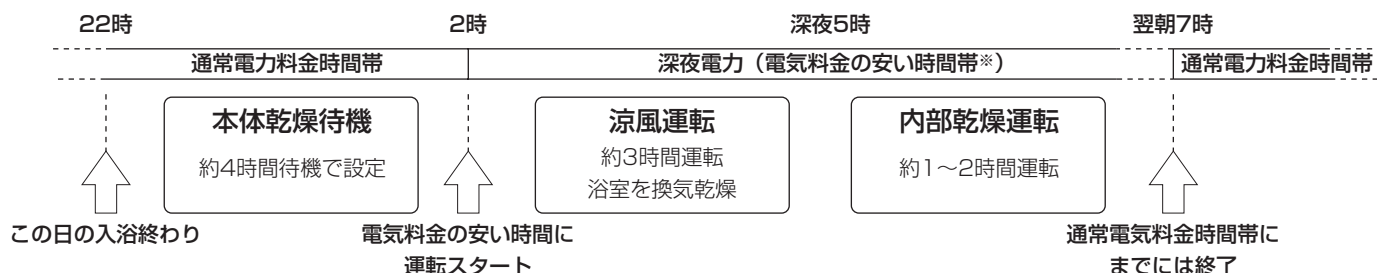 22時
2時
深夜5時
翌朝7時
通常電力料金時間帯
深夜電力（電気料金の安い時間帯※）
通常電力料金時間帯
本体乾燥待機
約4時間待機で設定
涼風運転
約3時間運転
浴室を換気乾燥
内部乾燥運転
約1〜2時間運転
この日の入浴終わり
電気料金の安い時間に
運転スタート
通常電気料金時間帯に
までには終了